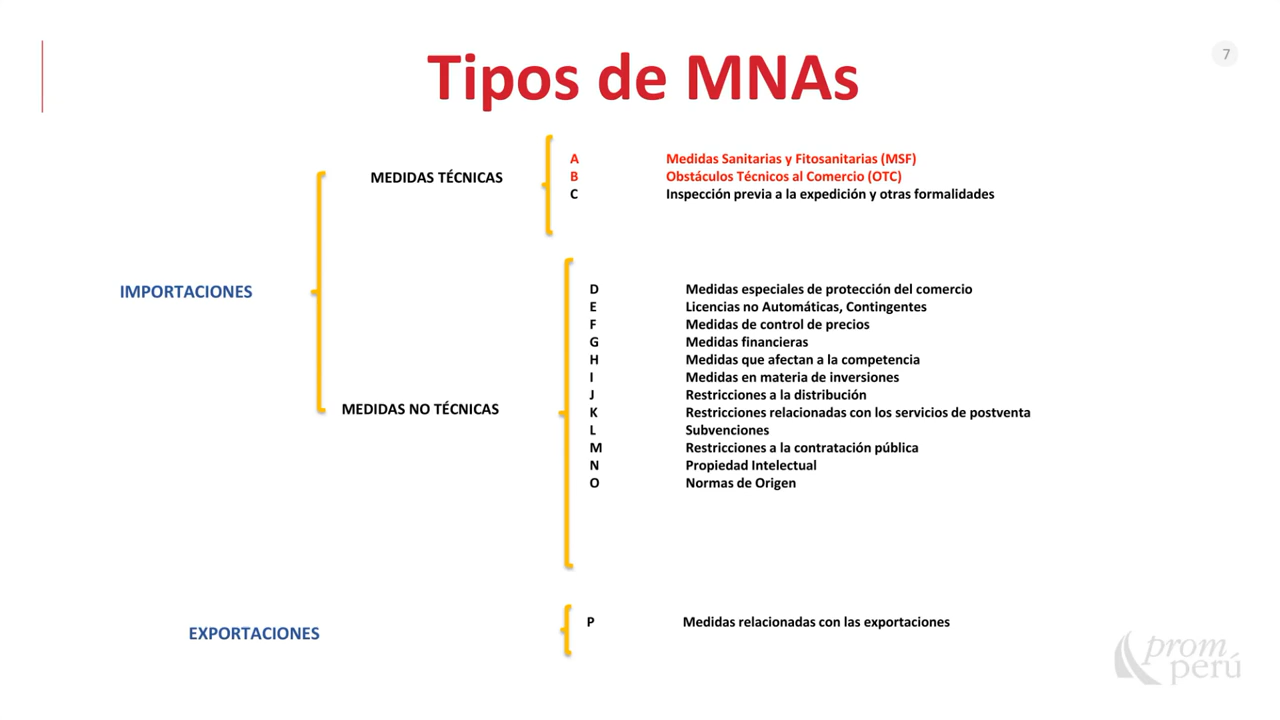 7
Tipos de MNAs
IMPORTACIONES
MEDIDAS TÉCNICAS
A Medidas Sanitarias y Fitosanitarias (MSF)
B Obstáculos Técnicos al Comercio (OTC)
C Inspección previa a la expedición y otras formalidades
MEDIDAS NO TÉCNICAS
D Medidas especiales de protección del comercio
E Licencias no Automáticas, Contingentes
F Medidas de control de precios
G Medidas financieras
H Medidas que afectan a la competencia
I Medidas en materia de inversiones
J Restricciones a la distribución
K Restricciones relacionadas con los servicios de postventa
L Subvenciones
M Restricciones a la contratación pública
N Propiedad Intelectual
O Normas de Origen
EXPORTACIONES
P Medidas relacionadas con las exportaciones
prom
perú